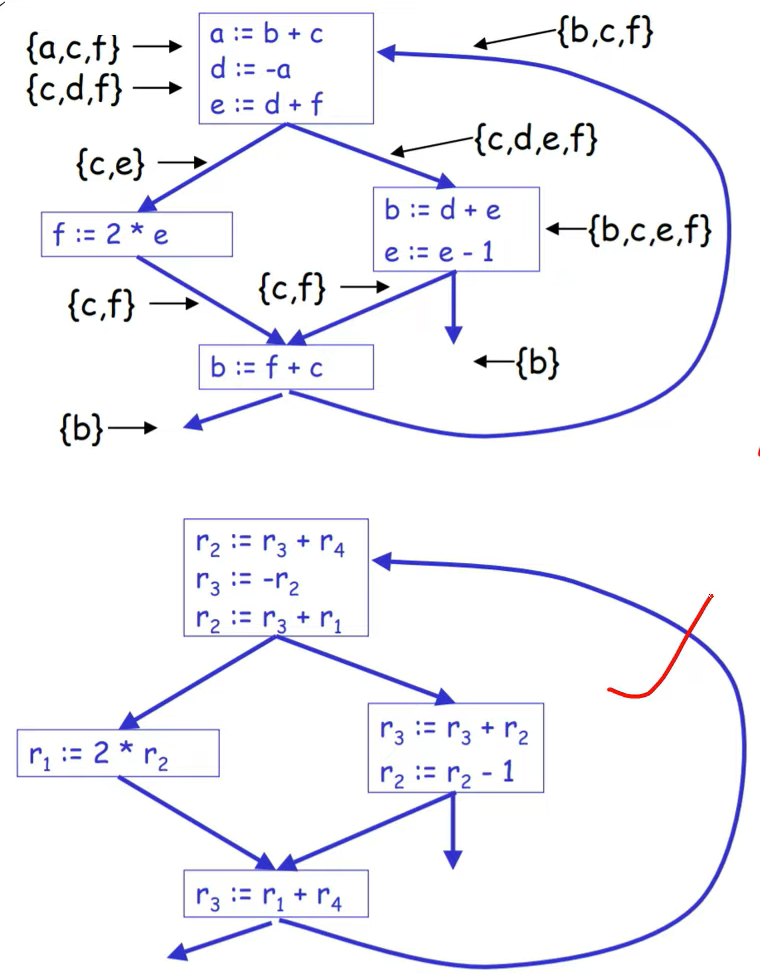 {b,c,f}
{a,c,f}
a := b + c
d := -a
{c,d,f}
e := d + f
{c,d,e,f}
{c,e}
b := d + e
f := 2 * e
{b,c,e,f}
e := e - 1
{c,f}
{c,f}
b := f + c
{b}
{b}
r₂ := r₃ + r₄
r₃ := -r₂
r₂ := r₃ + r₁
r₃ := r₃ + r₂
r₁ := 2 * r₂
r₂ := r₂ - 1
r₃ := r₁ + r₄